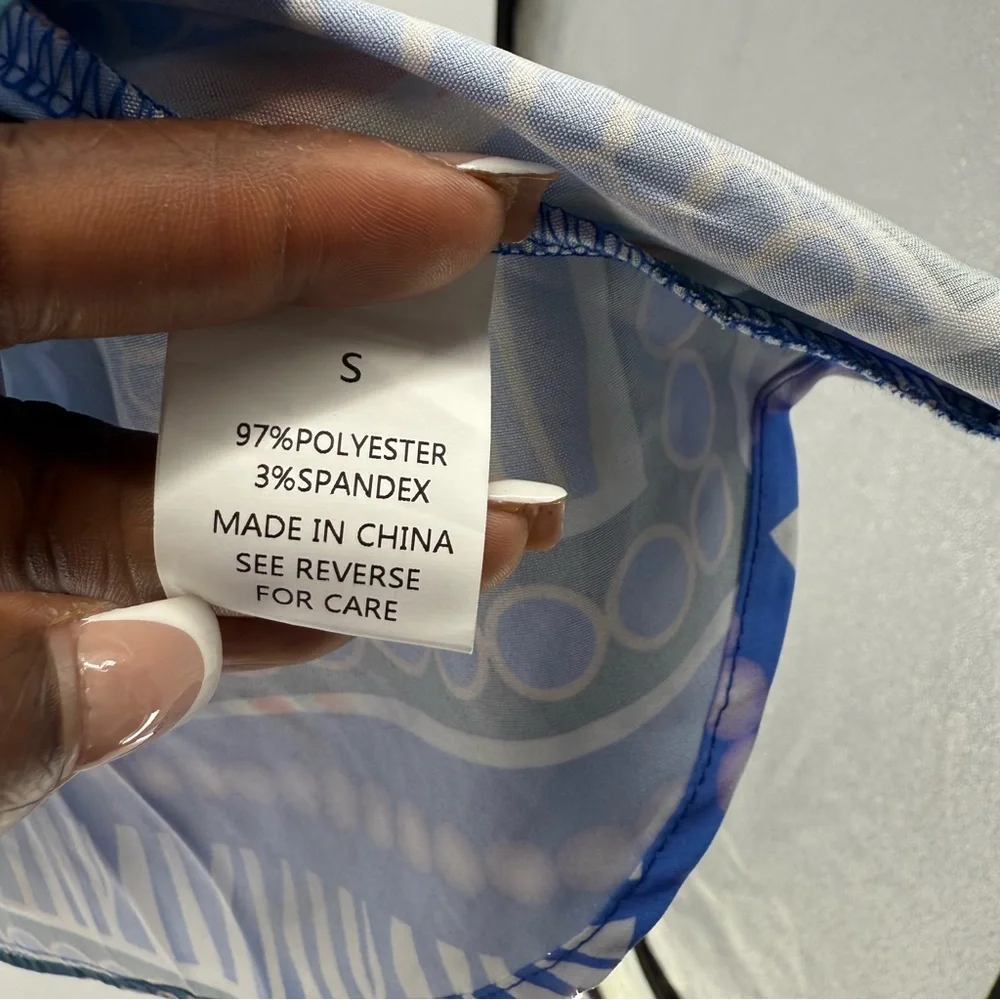 S
97%POLYESTER
3%SPANDEX
MADE IN CHINA
SEE REVERSE
FOR CARE